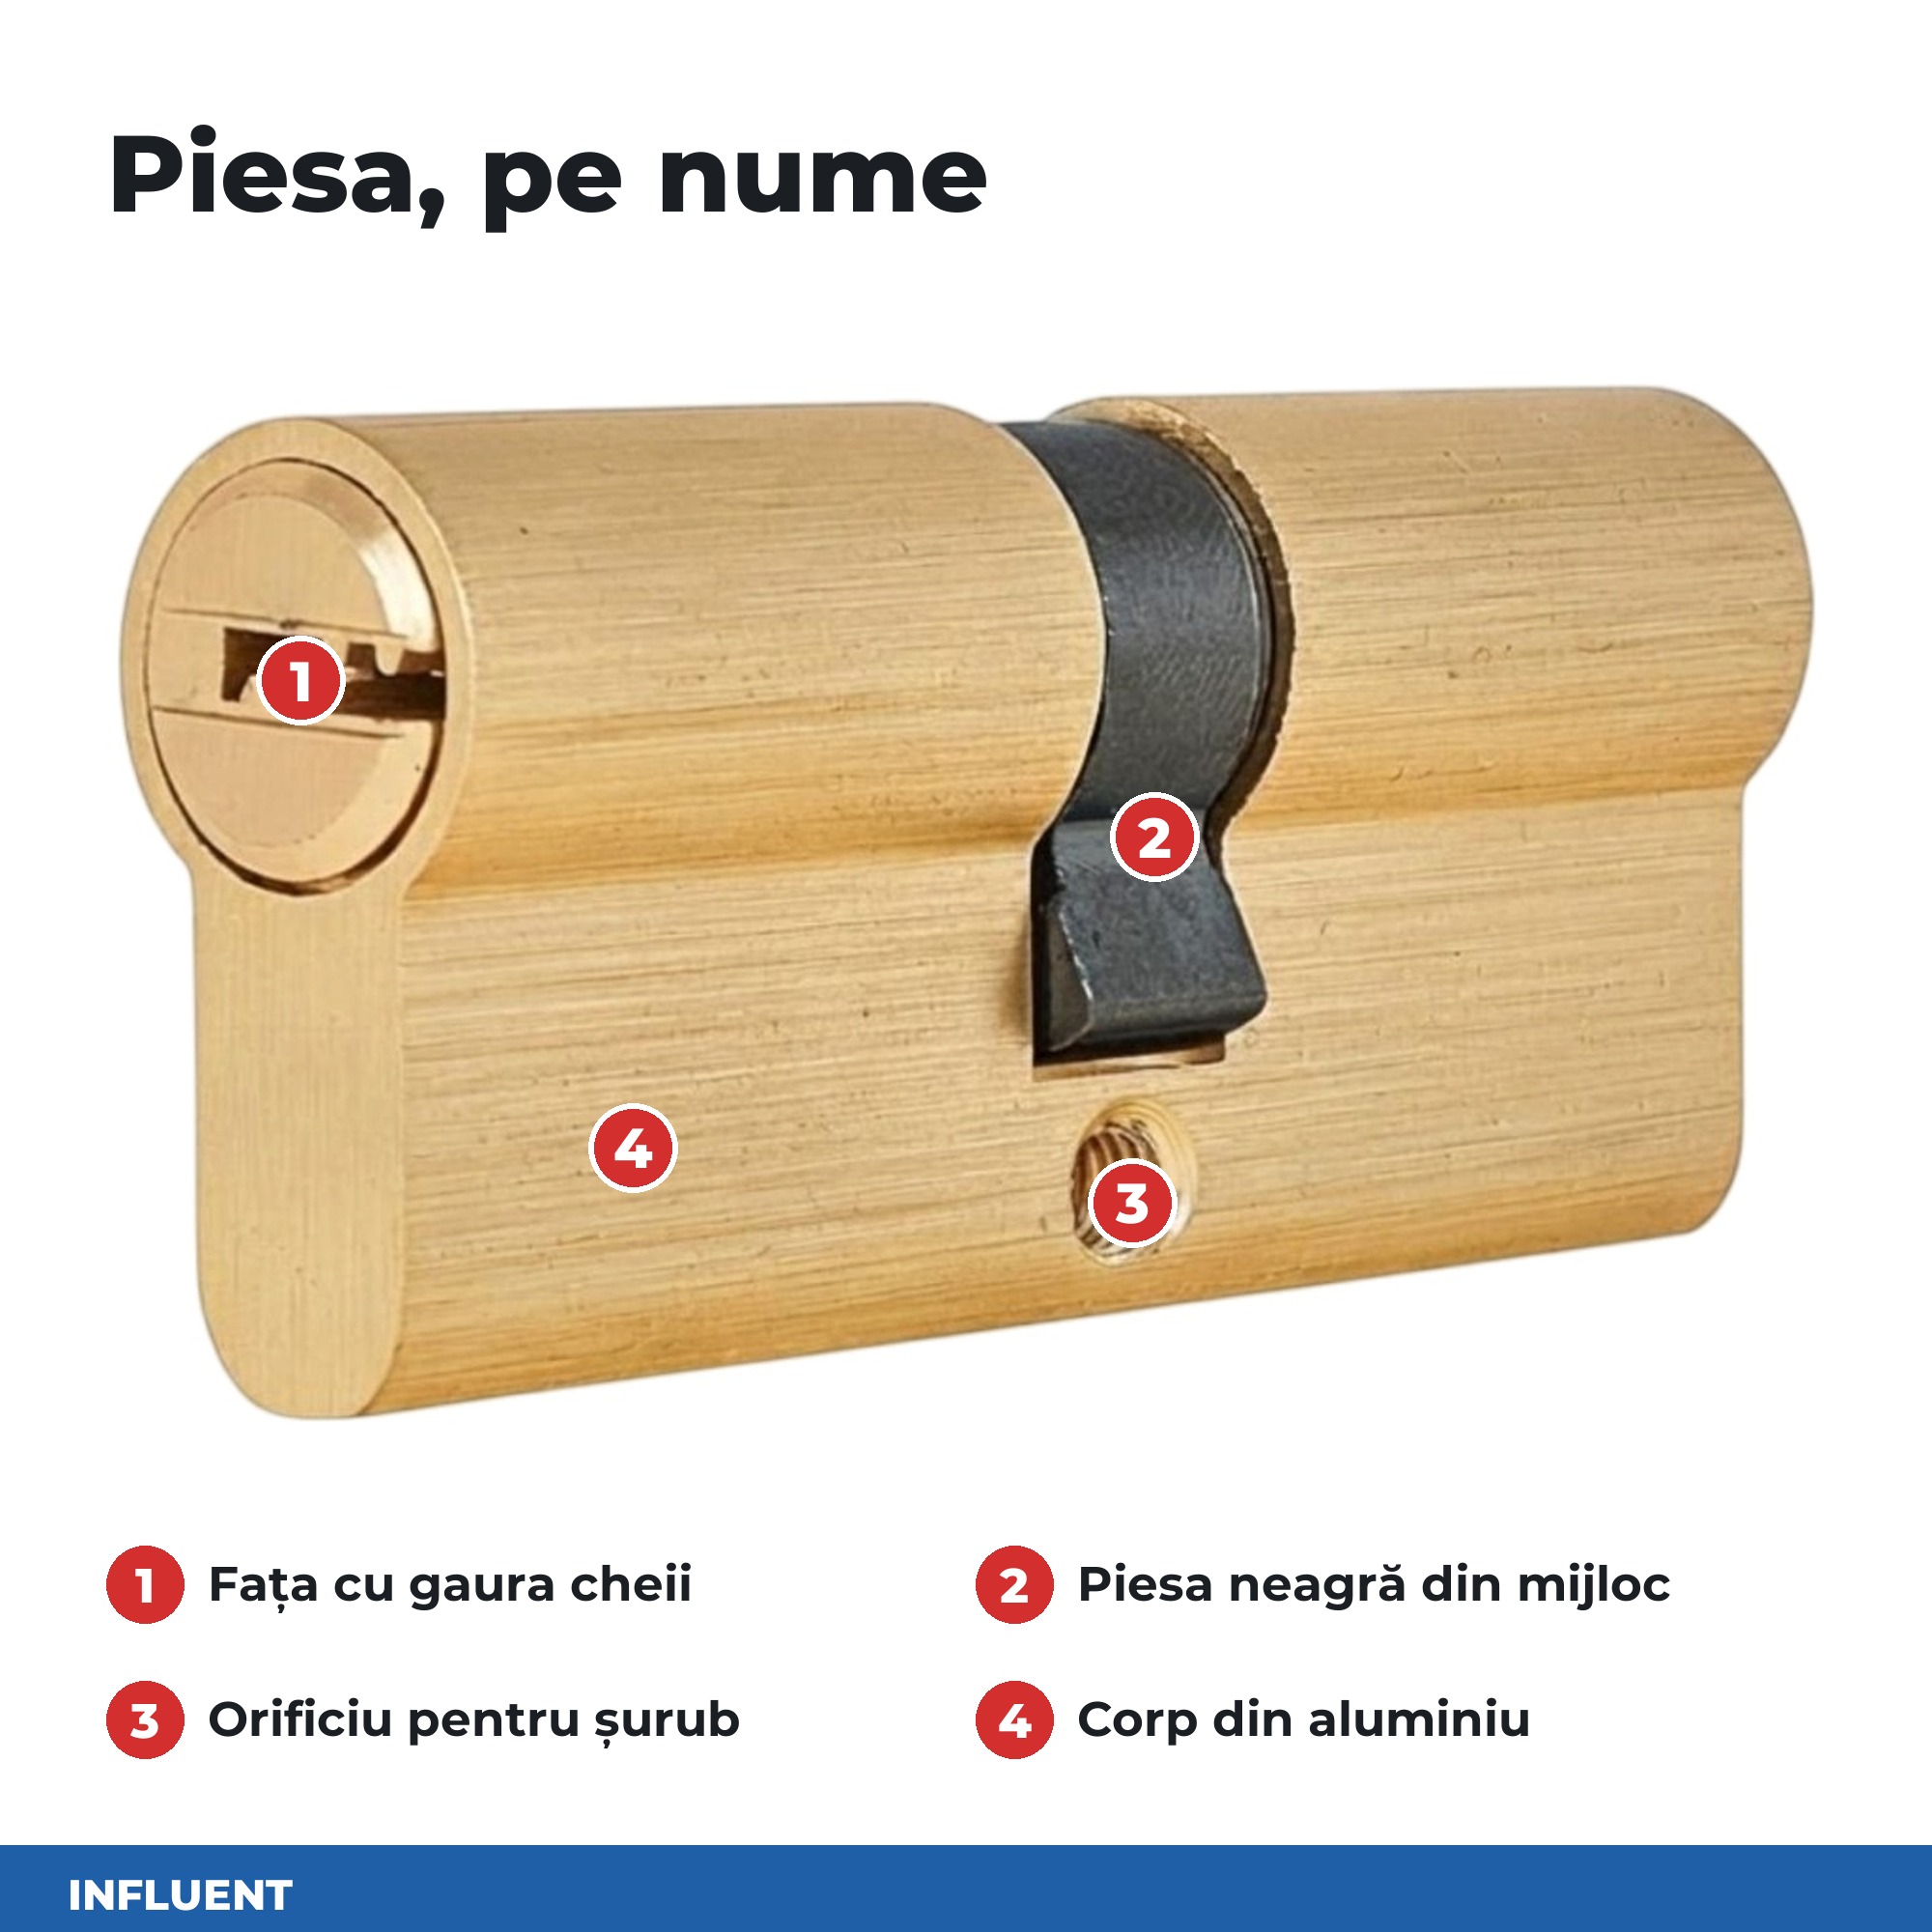 Piesa, pe nume
1
2
4
3
1 Fața cu gaura cheii
2 Piesa neagră din mijloc
3 Orificiu pentru șurub
4 Corp din aluminiu
INFLUENT